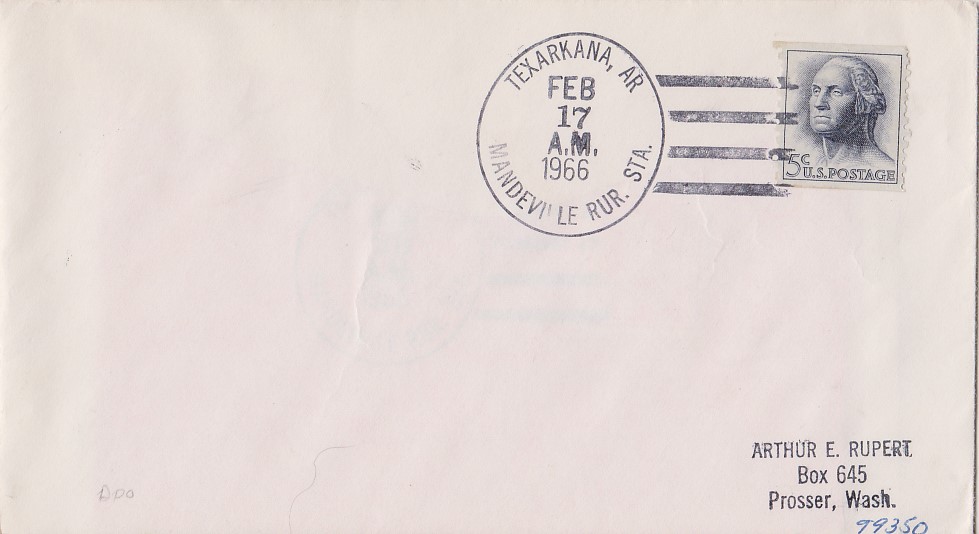 TEXARKANA, AR
FEB
17
A.M.
1966
MANDEVILLE RUR. STA.
5c
U.S. POSTAGE
ARTHUR E. RUPERT
Box 645
Prosser, Wash.
99350